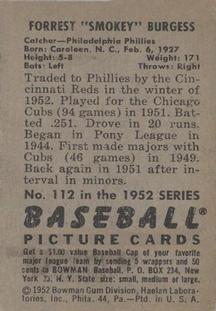 FORREST "SMOKEY" BURGESS
Catcher—Philadelphia Phillies
Born: Caroleen, N. C., Feb. 6, 1927
Height: 5-8 Weight: 171
Bats: Left Throws: Right
Traded to Phillies by the Cin-
cinnati Reds in the winter of
1952. Played for the Chicago
Cubs (94 games) in 1951. Bat-
ted .251. Drove in 20 runs.
Began in Pony League in
1944. First made majors with
Cubs (46 games) in 1949.
Back again in 1951 after
interval in minors.
No. 112 in the 1952 SERIES
BASEBALL
PICTURE CARDS
Get a $1.00 value Baseball Cap of your favorite
major league Team by sending 5 wrappers and 50
cents to BOWMAN Baseball, P. O. BOX 234, New
York 23, N. Y. State size—small, medium or large.
©1952 Bowman Gum Division, Haelan Labora-
tories, Inc., Phila. 44, Pa.—Ptd. in U. S. A.